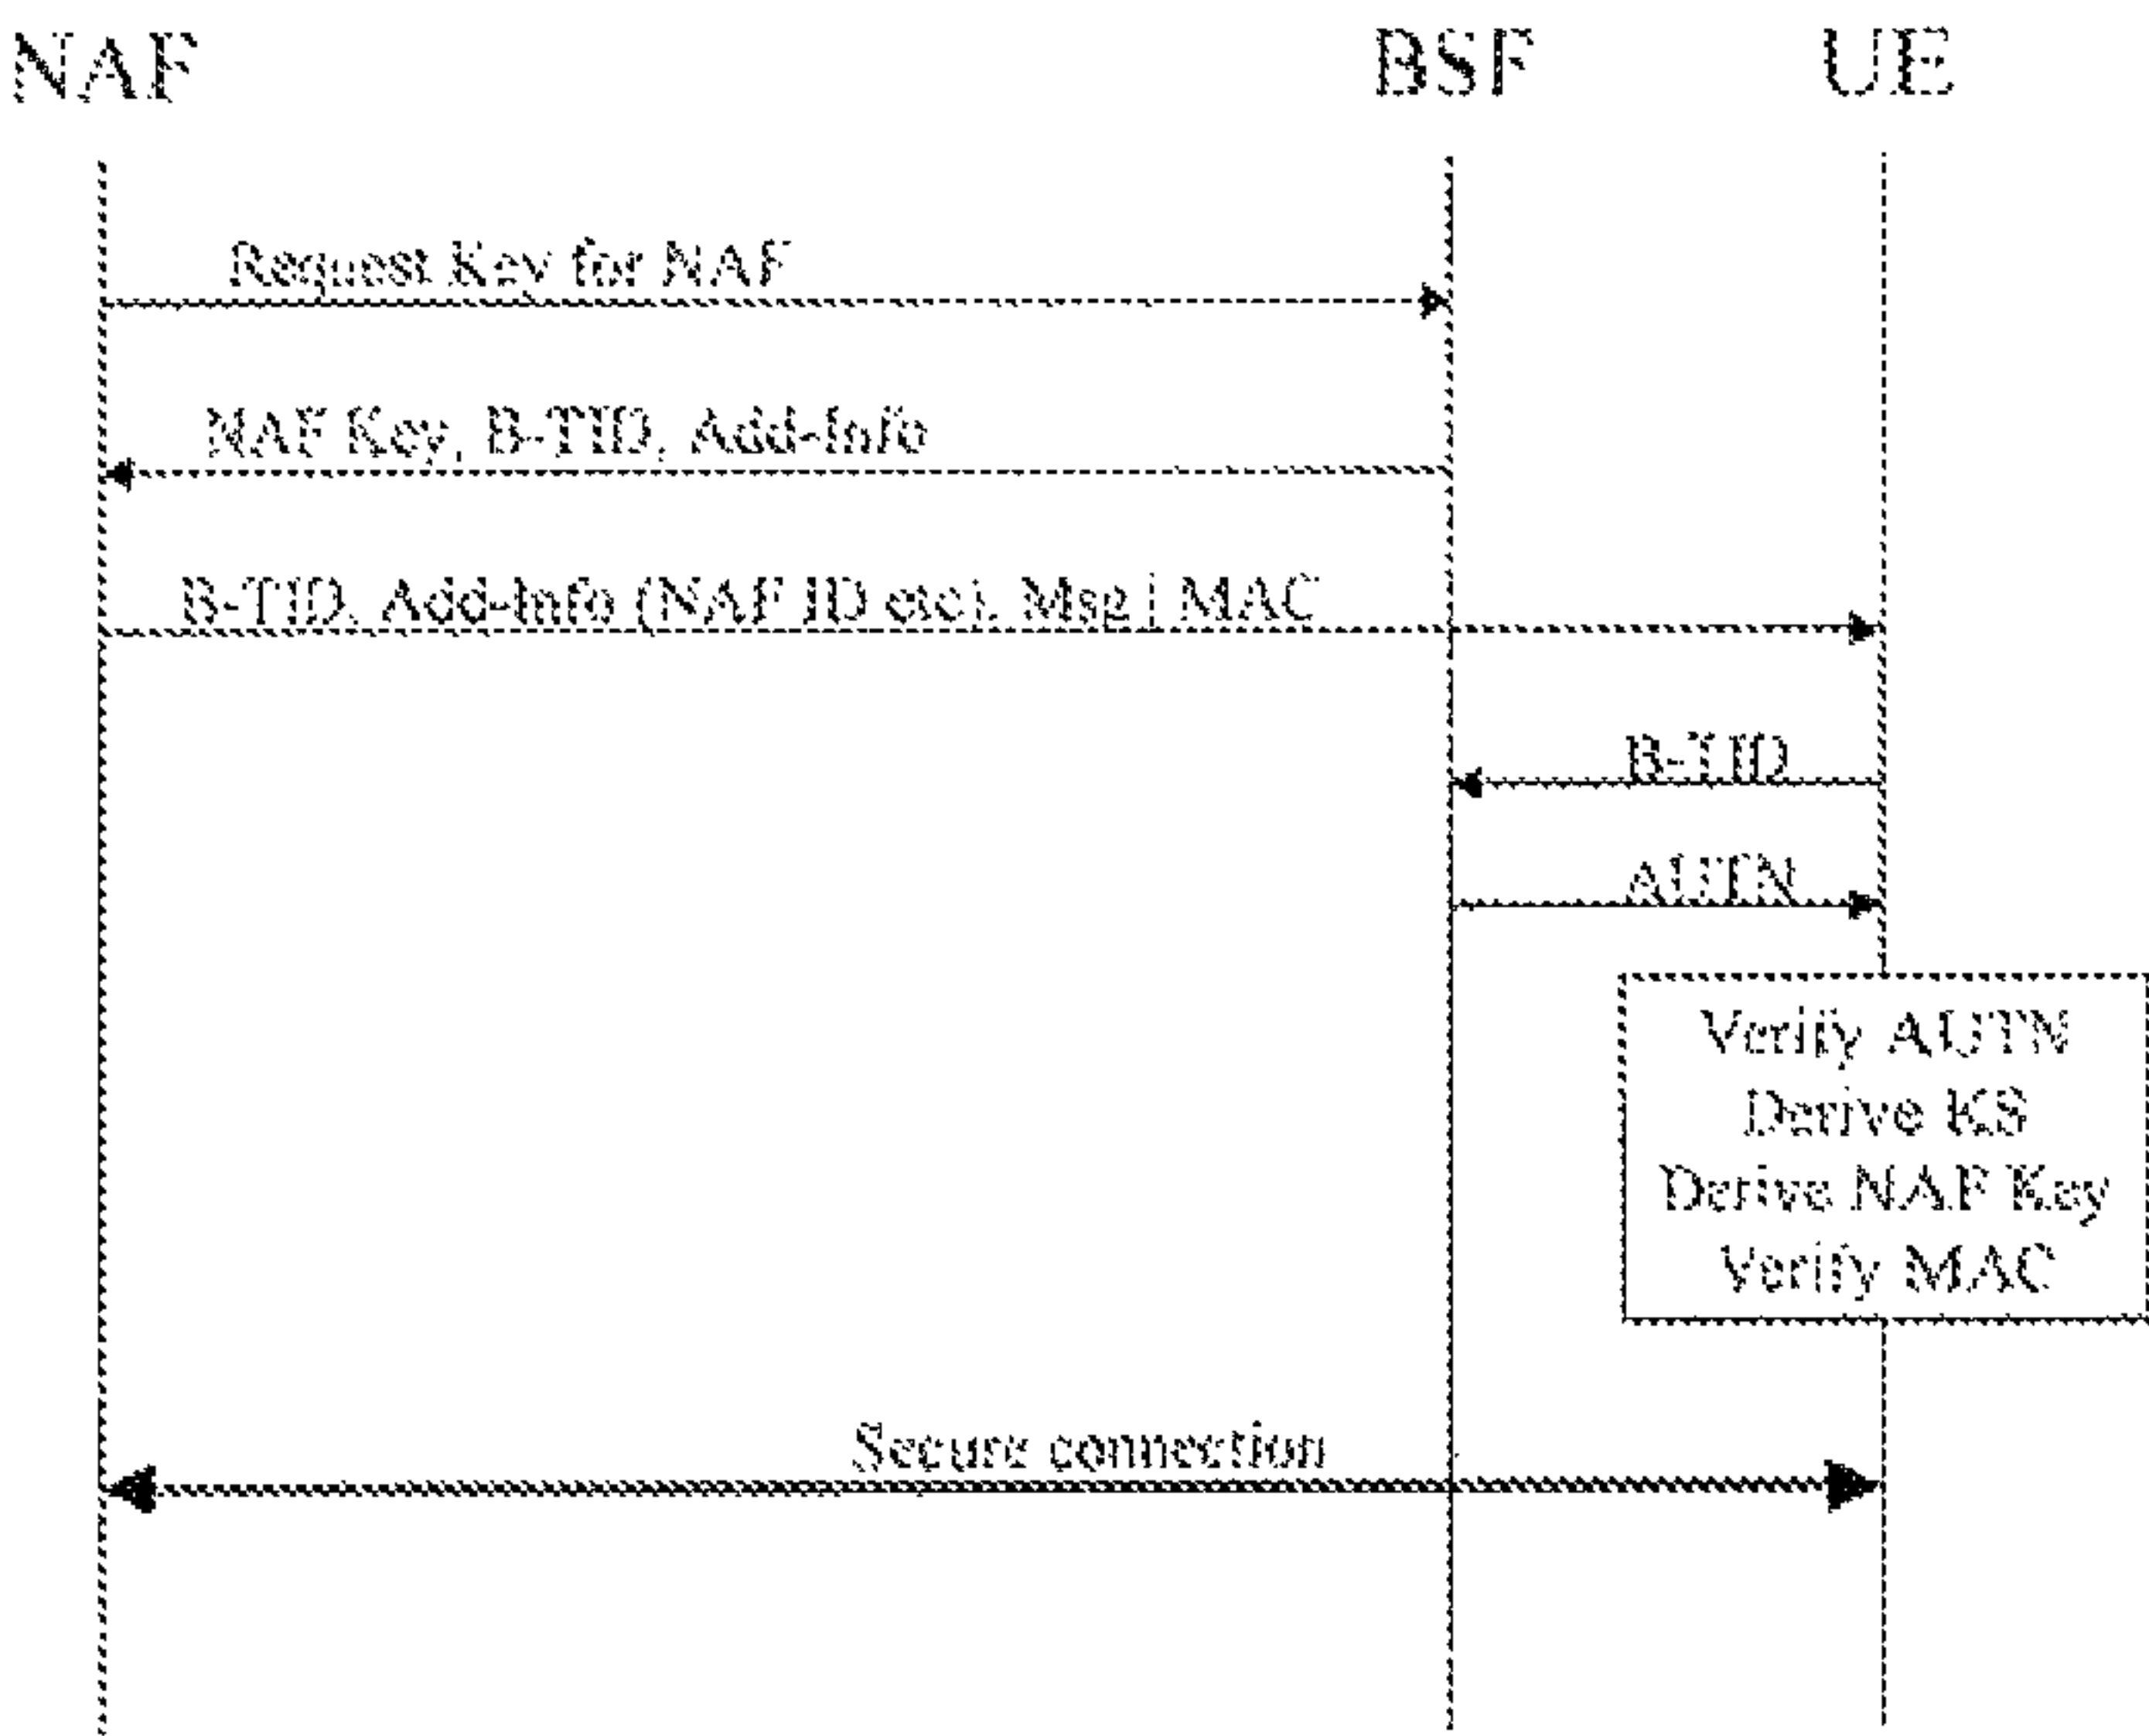 NAF BSF UE
Request Key for NAF
NAF Key, B-TID, Add-Info
B-TID, Add-Info (NAF ID etc), Msg | MAC
B-TID
AUTN
Verify AUTN
Derive KS
Derive NAF Key
Verify MAC
Secure connection